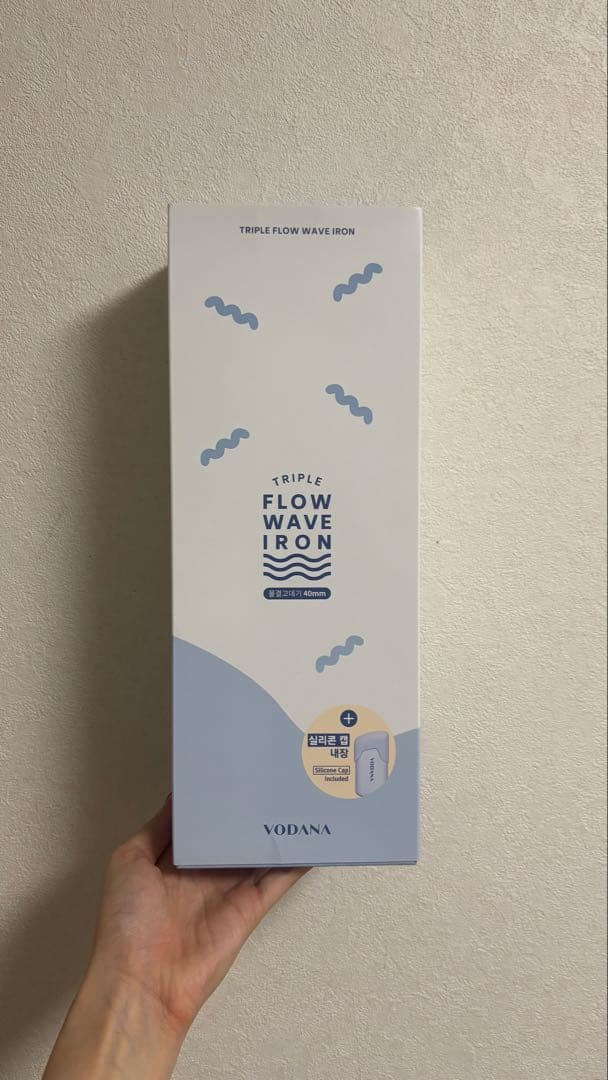 TRIPLE FLOW WAVE IRON
TRIPLE
FLOW
WAVE
IRON
물결고데기 40mm
실리콘 캡
내장
Silicone Cap
Included
VODANA
VODANA